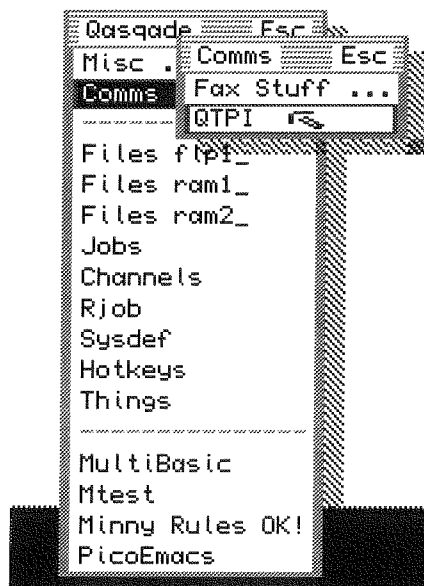 Qasqade Esc
Misc .
Comms
Comms Esc
Fax Stuff ...
QTPI
Files flp1_
Files ram1_
Files ram2_
Jobs
Channels
Rjob
Sysdef
Hotkeys
Things
MultiBasic
Mtest
Minny Rules OK!
PicoEmacs